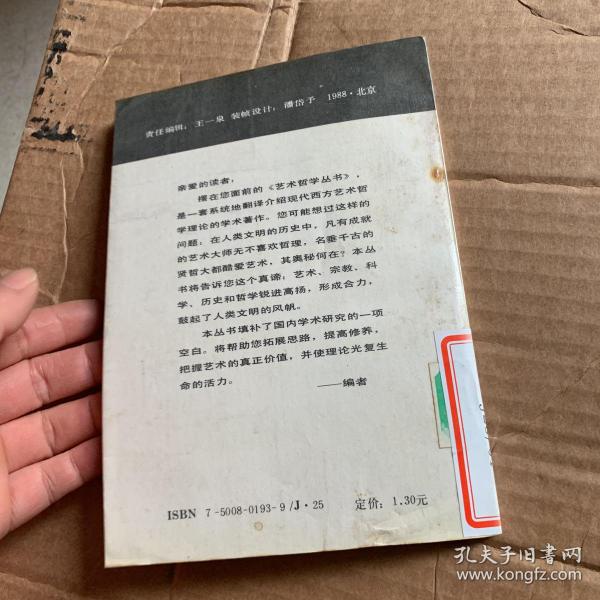 责任编辑：王一泉 装帧设计：潘岱予 1988·北京
亲爱的读者，
摆在您面前的《艺术哲学丛书》，
是一套系统地翻译介绍现代西方艺术哲
学理论的学术著作。您可能想过这样的
问题：在人类文明的历史中，凡有成就
的艺术大师无不喜欢哲理，名垂千古的
贤哲大都酷爱艺术，其奥秘何在？本丛
书将告诉您这个真谛：艺术、宗教、科
学、历史和哲学锐进高扬，形成合力，
鼓起了人类文明的风帆。
本丛书填补了国内学术研究的一项
空白。将帮助您拓展思路，提高修养，
把握艺术的真正价值，并使理论光复生
命的活力。
——编者
ISBN 7-5008-0193-9/J·25 定价：1.30元
孔夫子旧书网
www.kongfz.com